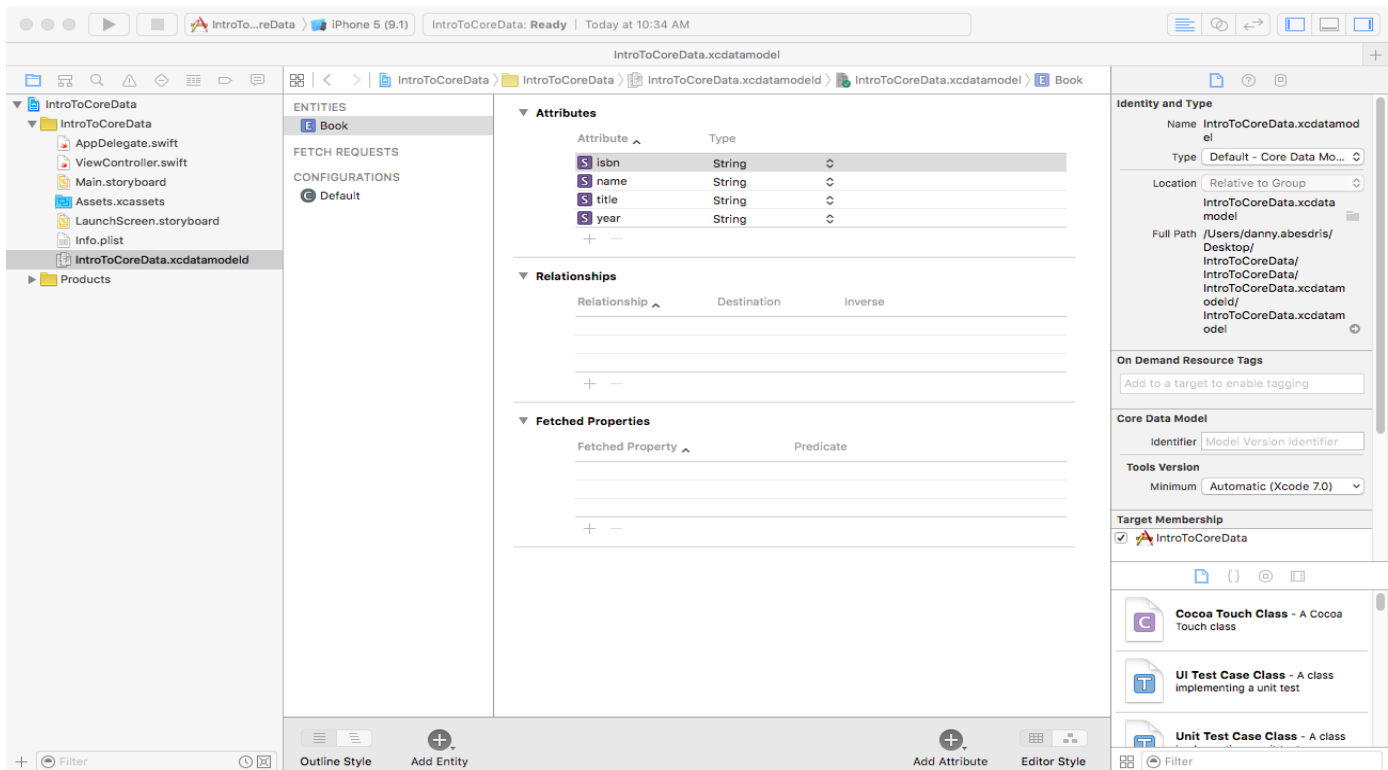 IntroTo...reData
iPhone 5 (9.1)
IntroToCoreData: Ready | Today at 10:34 AM
IntroToCoreData.xcdatamodel
IntroToCoreData
IntroToCoreData
IntroToCoreData.xcdatamodeld
IntroToCoreData.xcdatamodel
E Book
IntroToCoreData
IntroToCoreData
AppDelegate.swift
ViewController.swift
Main.storyboard
Assets.xcassets
LaunchScreen.storyboard
Info.plist
IntroToCoreData.xcdatamodeld
Products
Filter
ENTITIES
E Book
FETCH REQUESTS
CONFIGURATIONS
C Default
Attributes
Attribute Type
S isbn String
S name String
S title String
S year String
Relationships
Relationship Destination Inverse
Fetched Properties
Fetched Property Predicate
Outline Style
Add Entity
Add Attribute
Editor Style
Identity and Type
Name IntroToCoreData.xcdatamod
el
Type Default - Core Data Mo...
Location Relative to Group
IntroToCoreData.xcdata
model
Full Path /Users/danny.abesdris/
Desktop/
IntroToCoreData/
IntroToCoreData/
IntroToCoreData.xcdatam
odeld/
IntroToCoreData.xcdatam
odel
On Demand Resource Tags
Add to a target to enable tagging
Core Data Model
Identifier Model Version Identifier
Tools Version
Minimum Automatic (Xcode 7.0)
Target Membership
IntroToCoreData
{}
C
Cocoa Touch Class - A Cocoa
Touch class
T
UI Test Case Class - A class
implementing a unit test
T
Unit Test Case Class - A class
Filter